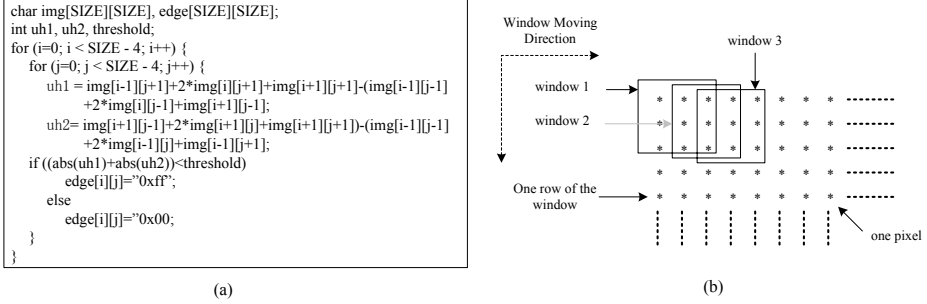 char img[SIZE][SIZE], edge[SIZE][SIZE];
int uh1, uh2, threshold;
for (i=0; i < SIZE - 4; i++) {
for (j=0; j < SIZE - 4; j++) {
uh1 = img[i-1][j+1]+2*img[i][j+1]+img[i+1][j+1]-(img[i-1][j-1]
+2*img[i][j-1]+img[i+1][j-1];
uh2= img[i+1][j-1]+2*img[i+1][j]+img[i+1][j+1])-(img[i-1][j-1]
+2*img[i-1][j]+img[i-1][j+1];
if ((abs(uh1)+abs(uh2))<threshold)
edge[i][j]="0xff";
else
edge[i][j]="0x00;
}
}
(a)
Window Moving
Direction
window 3
window 1
window 2
One row of the
window
one pixel
(b)